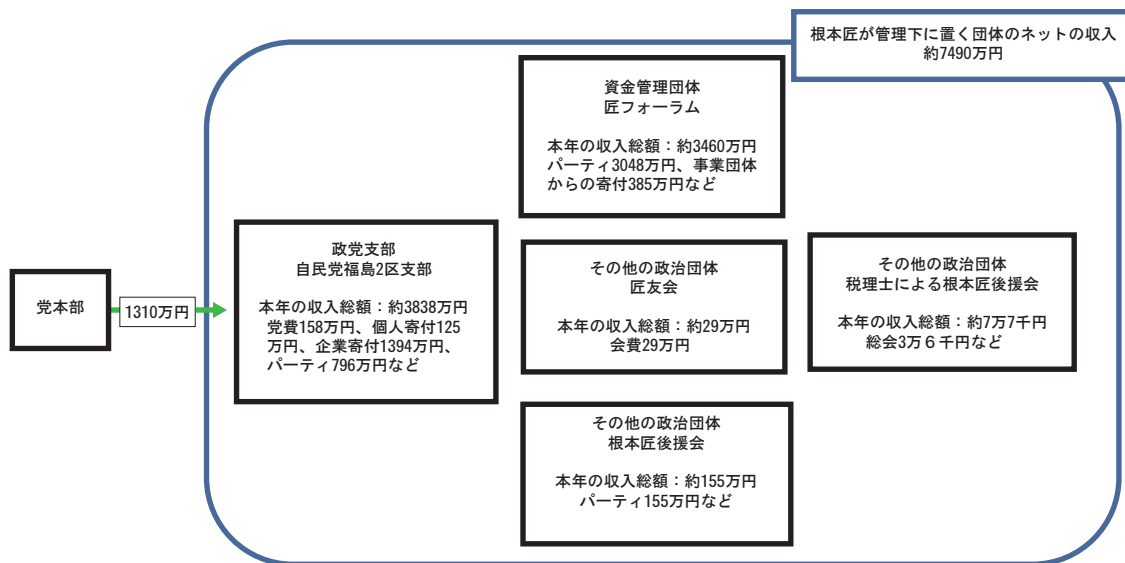 根本匠が管理下に置く団体のネットの収入
約7490万円
資金管理団体
匠フォーラム
本年の収入総額：約3460万円
パーティ3048万円、事業団体
からの寄付385万円など
党本部
1310万円
政党支部
自民党福島2区支部
本年の収入総額：約3838万円
党費158万円、個人寄付125
万円、企業寄付1394万円、
パーティ796万円など
その他の政治団体
匠友会
本年の収入総額：約29万円
会費29万円
その他の政治団体
税理士による根本匠後援会
本年の収入総額：約7万7千円
総会3万６千円など
その他の政治団体
根本匠後援会
本年の収入総額：約155万円
パーティ155万円など